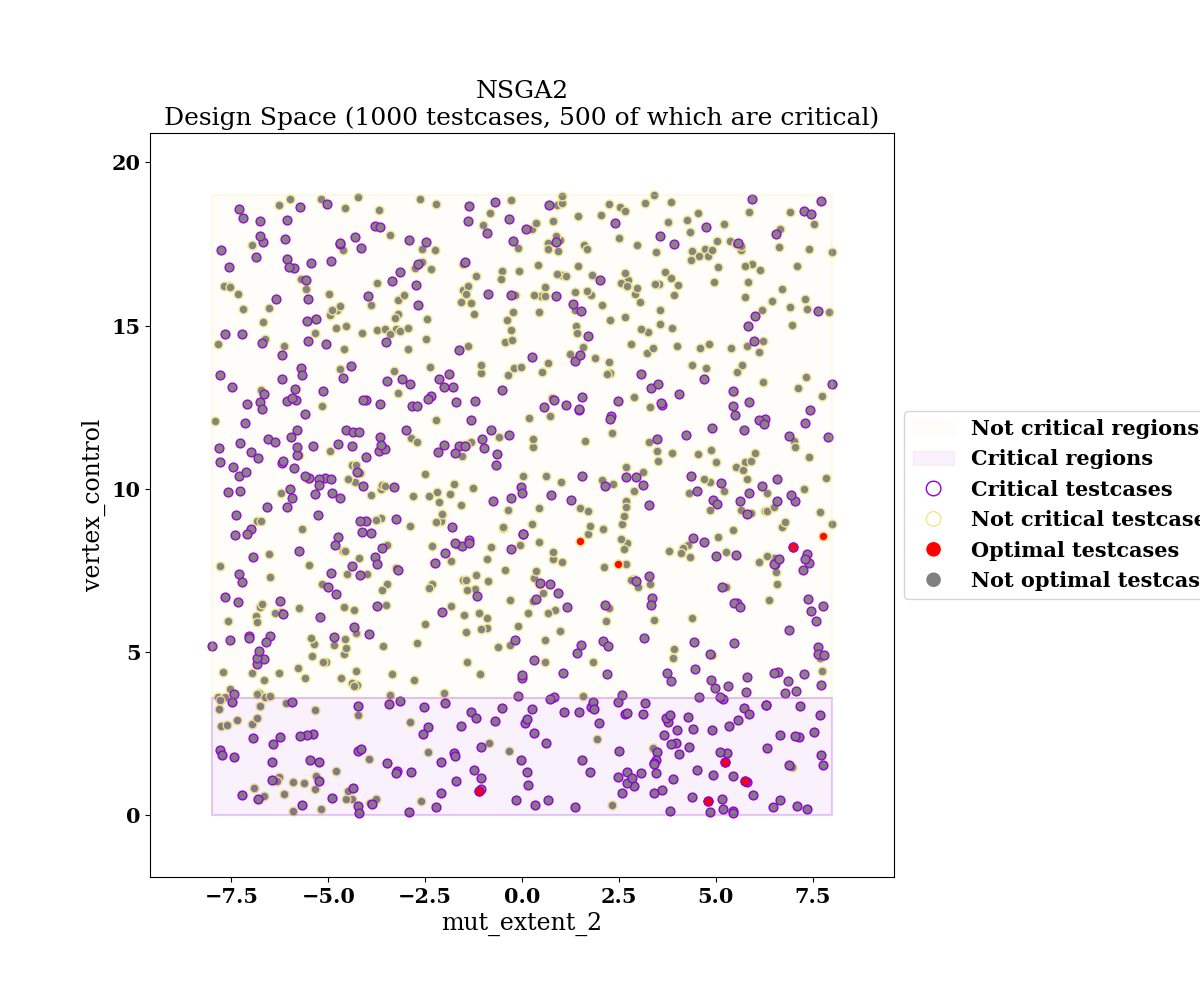 NSGA2
Design Space (1000 testcases, 500 of which are critical)
20
15
10
5
0
vertex_control
−7.5 −5.0 −2.5 0.0 2.5 5.0 7.5
mut_extent_2
Not critical regions
Critical regions
Critical testcases
Not critical testcase
Optimal testcases
Not optimal testcas